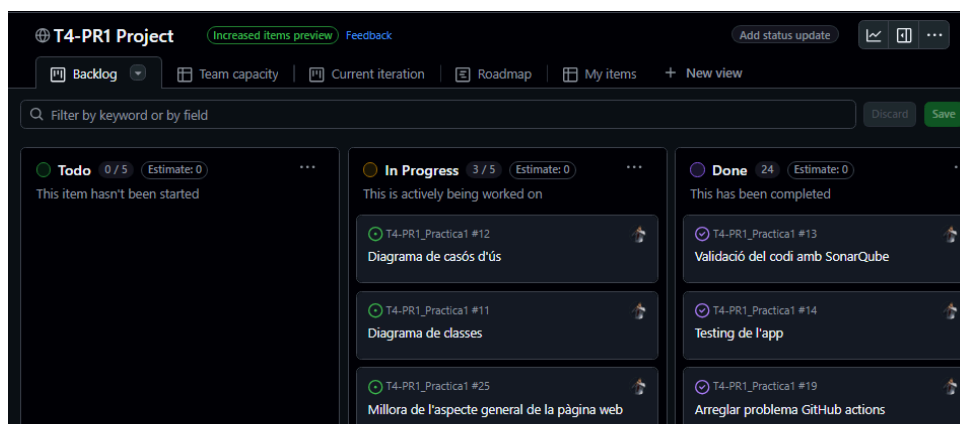 T4-PR1 Project
Increased items preview
Feedback
Add status update
Backlog
Team capacity
Current iteration
Roadmap
My items
+ New view
Filter by keyword or by field
Discard
Save
Todo 0 / 5 Estimate: 0
This item hasn't been started
In Progress 3 / 5 Estimate: 0
This is actively being worked on
T4-PR1_Practica1 #12
Diagrama de casós d'ús
T4-PR1_Practica1 #11
Diagrama de classes
T4-PR1_Practica1 #25
Millora de l'aspecte general de la pàgina web
Done 24 Estimate: 0
This has been completed
T4-PR1_Practica1 #13
Validació del codi amb SonarQube
T4-PR1_Practica1 #14
Testing de l'app
T4-PR1_Practica1 #19
Arreglar problema GitHub actions